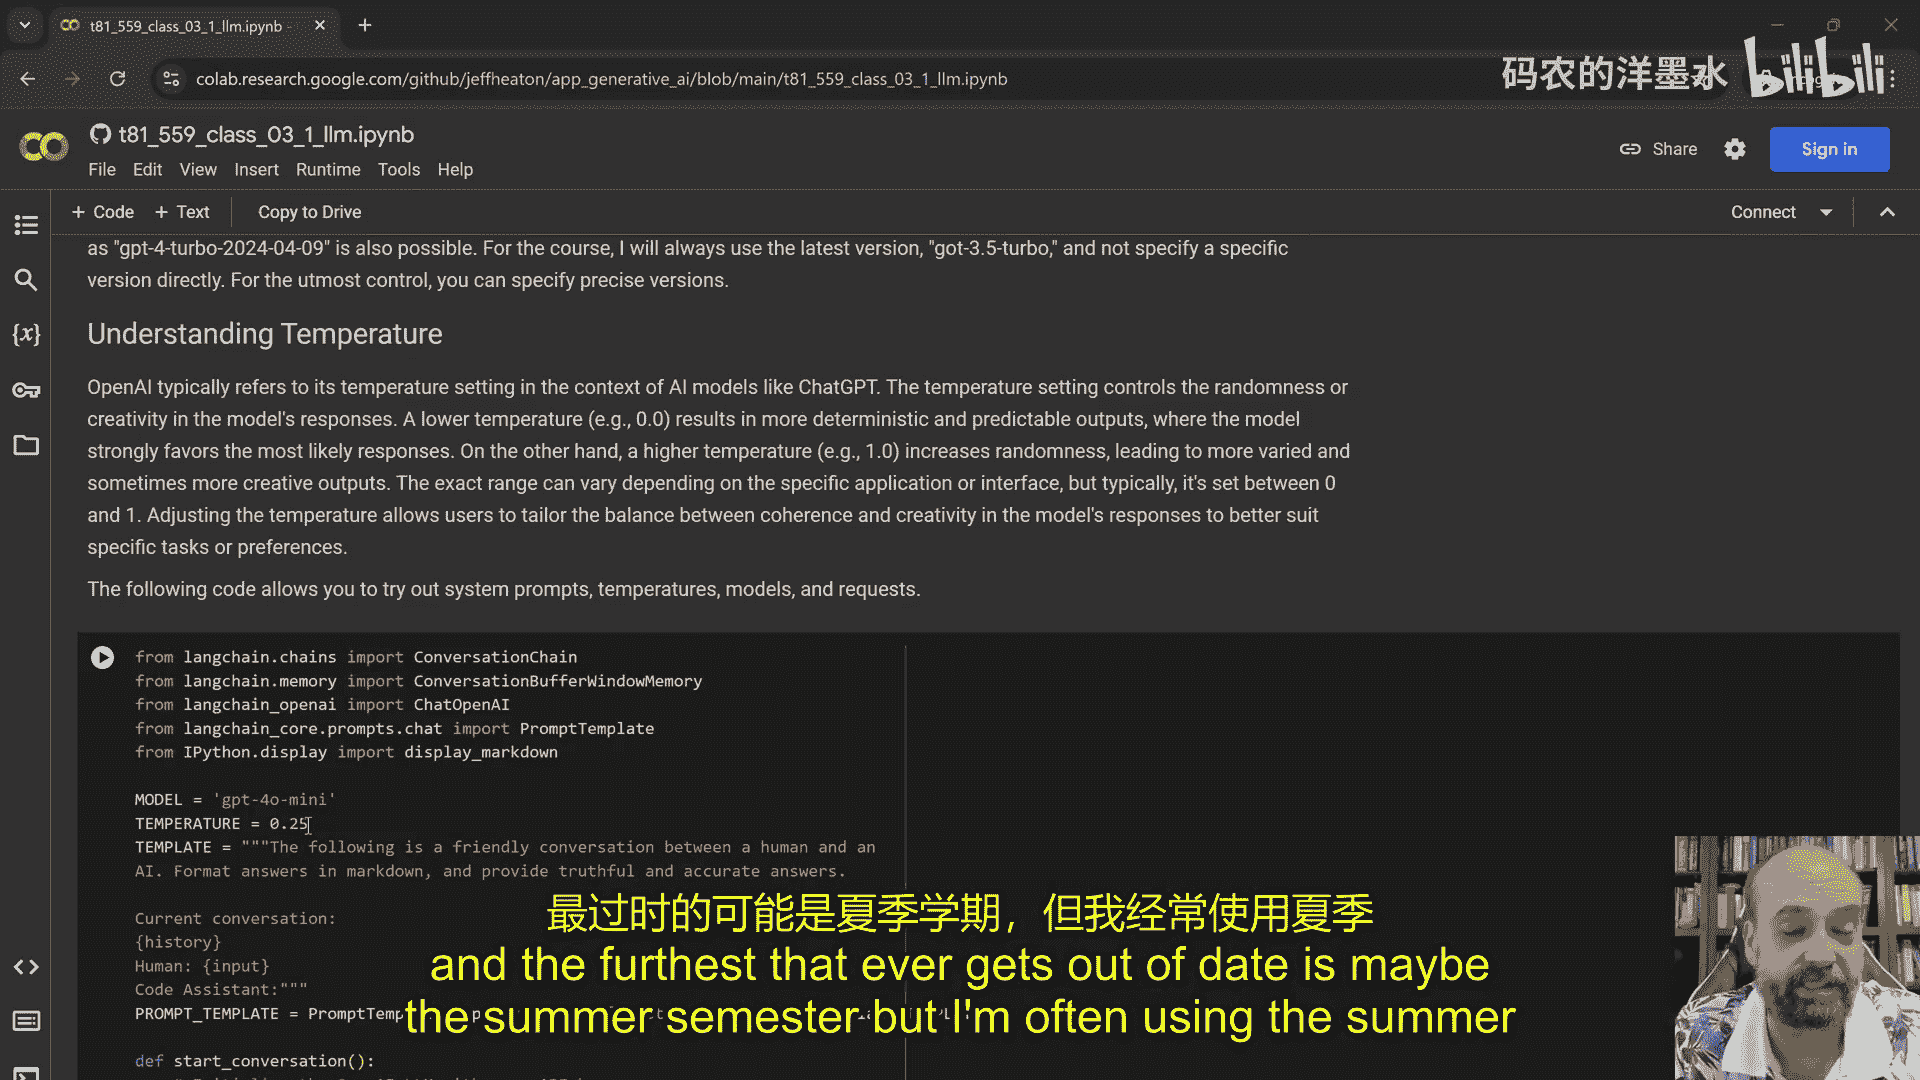 t81_559_class_03_1_llm.ipynb -
colab.research.google.com/github/jeffheaton/app_generative_ai/blob/main/t81_559_class_03_1_llm.ipynb
码农的洋墨水 bilibili
t81_559_class_03_1_llm.ipynb
File Edit View Insert Runtime Tools Help
Share
Sign in
+ Code + Text Copy to Drive
Connect
as "gpt-4-turbo-2024-04-09" is also possible. For the course, I will always use the latest version, "got-3.5-turbo," and not specify a specific
version directly. For the utmost control, you can specify precise versions.
Understanding Temperature
OpenAI typically refers to its temperature setting in the context of AI models like ChatGPT. The temperature setting controls the randomness or
creativity in the model's responses. A lower temperature (e.g., 0.0) results in more deterministic and predictable outputs, where the model
strongly favors the most likely responses. On the other hand, a higher temperature (e.g., 1.0) increases randomness, leading to more varied and
sometimes more creative outputs. The exact range can vary depending on the specific application or interface, but typically, it's set between 0
and 1. Adjusting the temperature allows users to tailor the balance between coherence and creativity in the model's responses to better suit
specific tasks or preferences.
The following code allows you to try out system prompts, temperatures, models, and requests.
from langchain.chains import ConversationChain
from langchain.memory import ConversationBufferWindowMemory
from langchain_openai import ChatOpenAI
from langchain_core.prompts.chat import PromptTemplate
from IPython.display import display_markdown
MODEL = 'gpt-4o-mini'
TEMPERATURE = 0.25
TEMPLATE = """The following is a friendly conversation between a human and an
AI. Format answers in markdown, and provide truthful and accurate answers.
Current conversation:
{history}
Human: {input}
Code Assistant:"""
PROMPT_TEMPLATE =
def start_conversation():
最过时的可能是夏季学期，但我经常使用夏季
and the furthest that ever gets out of date is maybe
the summer semester but I'm often using the summer